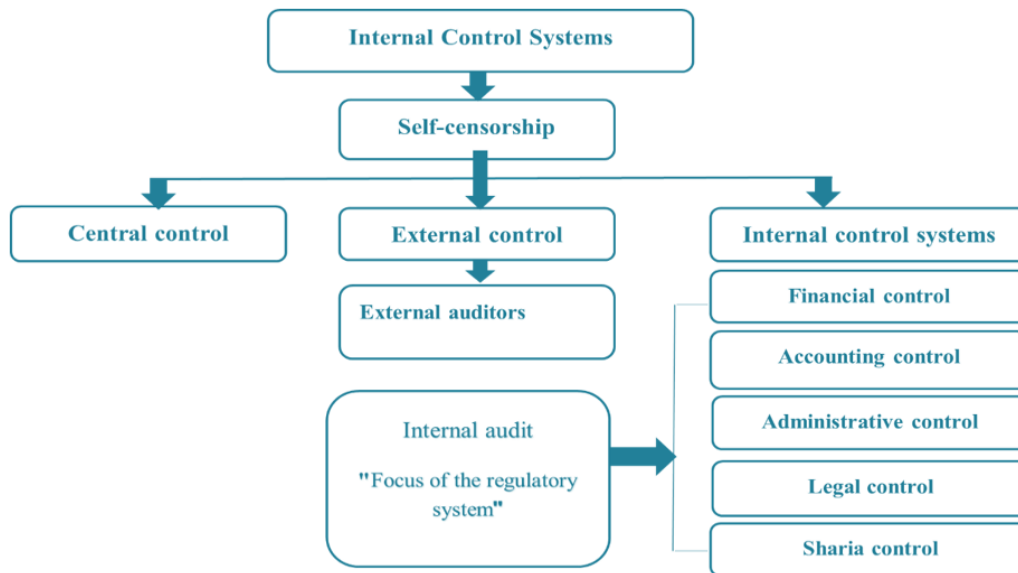 Internal Control Systems
Self-censorship
Central control
External control
Internal control systems
External auditors
Financial control
Accounting control
Administrative control
Legal control
Sharia control
Internal audit
"Focus of the regulatory
system"